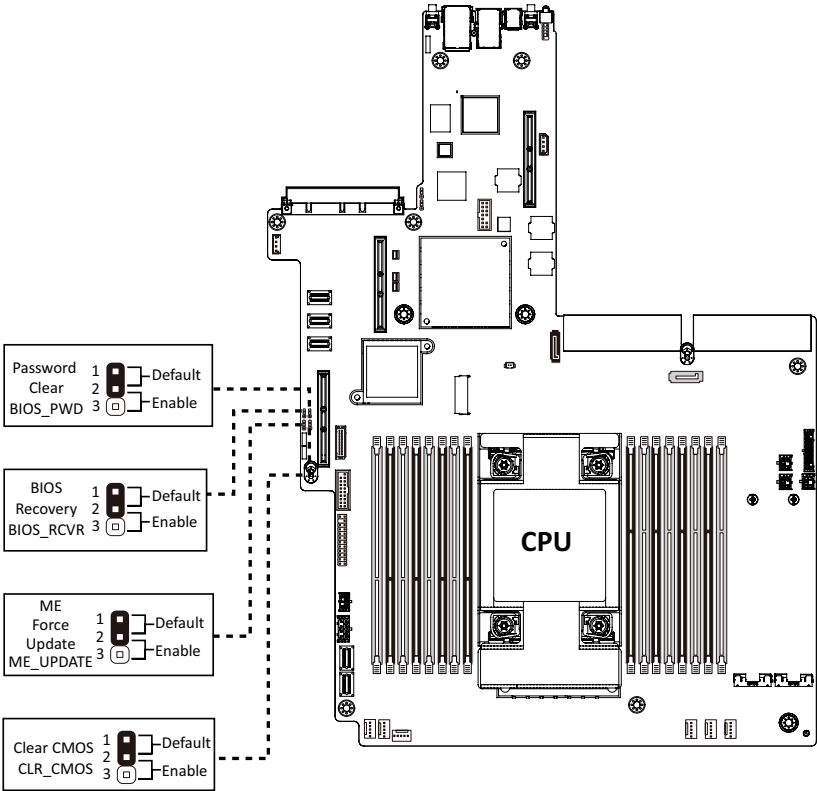 Password
Clear
BIOS_PWD
1
2
3
Default
Enable
BIOS
Recovery
BIOS_RCVR
1
2
3
Default
Enable
ME
Force
Update
ME_UPDATE
1
2
3
Default
Enable
Clear CMOS
CLR_CMOS
1
2
3
Default
Enable
CPU